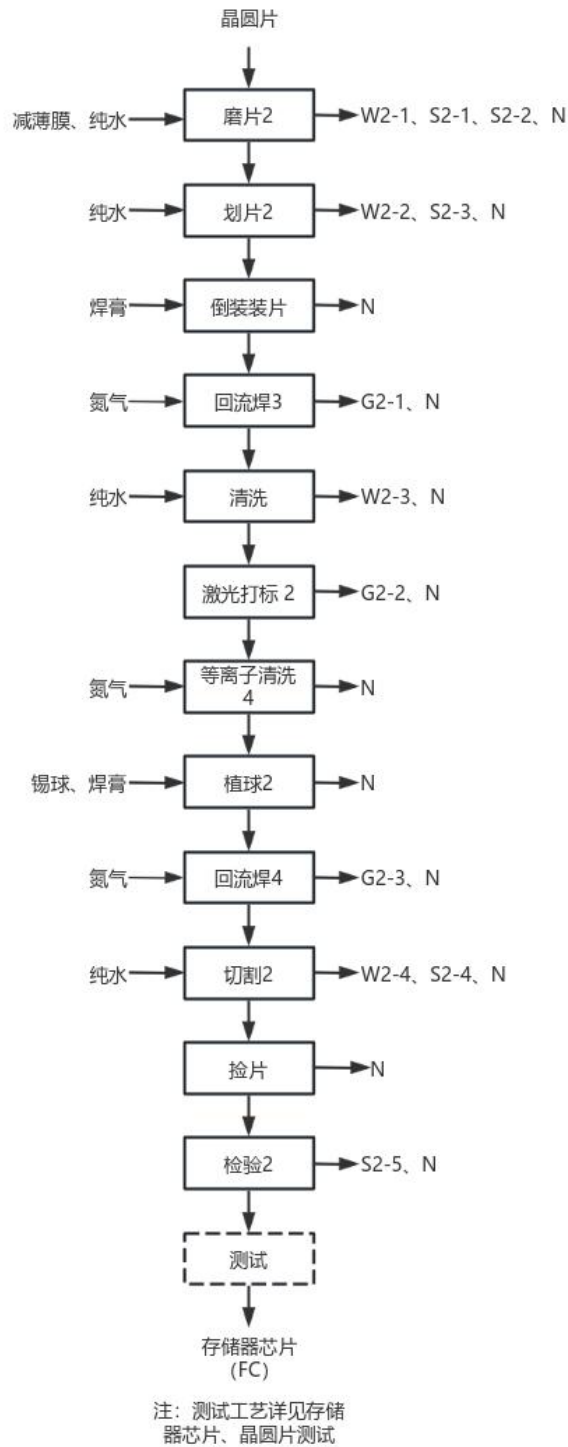 晶圆片
减薄膜、纯水
磨片2
W2-1、S2-1、S2-2、N
纯水
划片2
W2-2、S2-3、N
焊膏
倒装装片
N
氮气
回流焊3
G2-1、N
纯水
清洗
W2-3、N
激光打标 2
G2-2、N
氮气
等离子清洗
4
N
锡球、焊膏
植球2
N
氮气
回流焊4
G2-3、N
纯水
切割2
W2-4、S2-4、N
捡片
N
检验2
S2-5、N
测试
存储器芯片
（FC）
注：测试工艺详见存储
器芯片、晶圆片测试